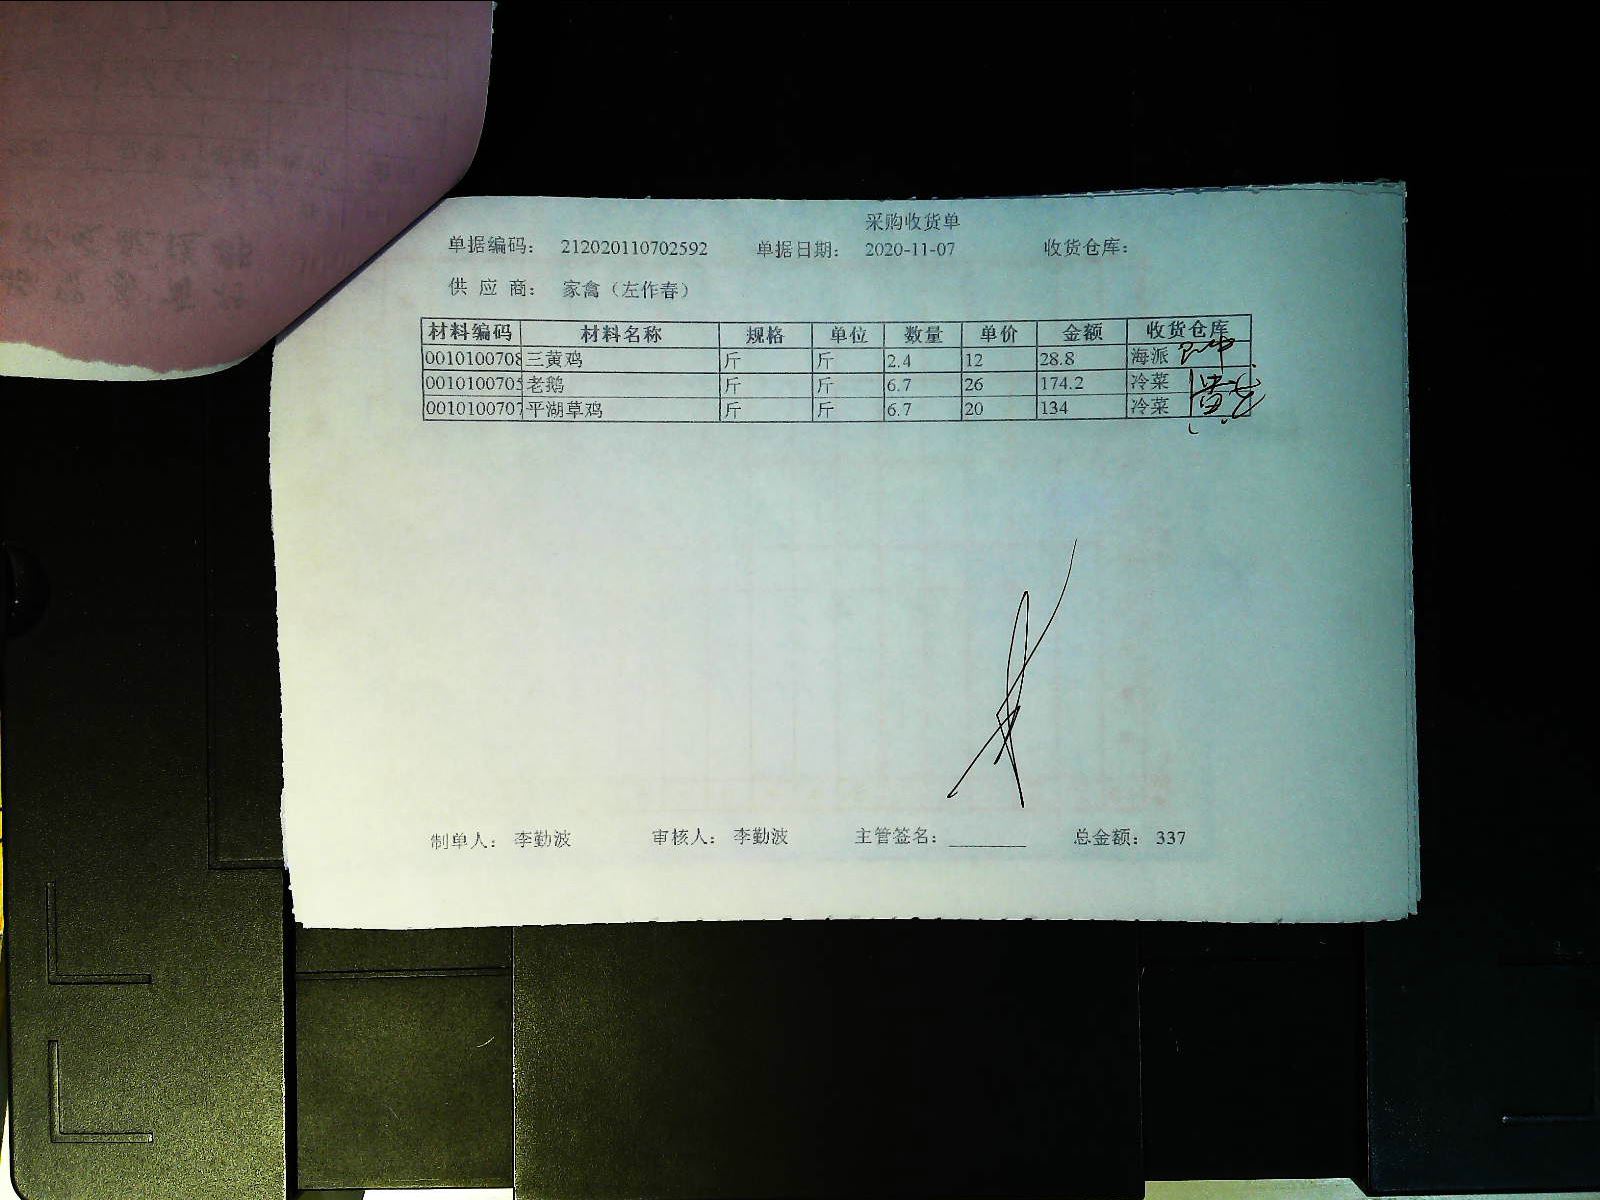 采购收货单
单据编码： 212020110702592 单据日期： 2020-11-07 收货仓库：
供 应 商： 家禽（左作春）
材料编码 材料名称 规格 单位 数量 单价 金额 收货仓库
0010100708 三黄鸡 斤 斤 2.4 12 28.8 海派
0010100705 老鹅 斤 斤 6.7 26 174.2 冷菜
0010100707 平湖草鸡 斤 斤 6.7 20 134 冷菜
制单人： 李勤波 审核人： 李勤波 主管签名：________ 总金额： 337